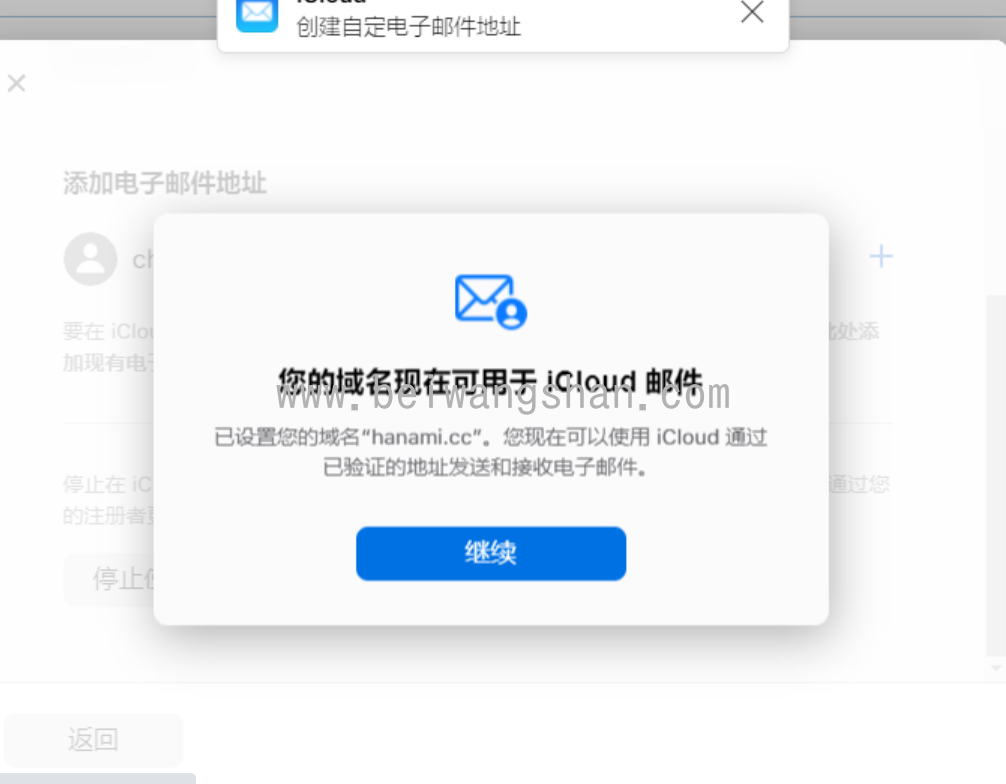 创建自定电子邮件地址
添加电子邮件地址
要在
此处添
加现有电子
您的域名现在可用于 iCloud 邮件
www.beiwangshan.com
已设置您的域名“hanami.cc”。您现在可以使用 iCloud 通过
已验证的地址发送和接收电子邮件。
停止在
通过您
的注册者
继续
停止
返回